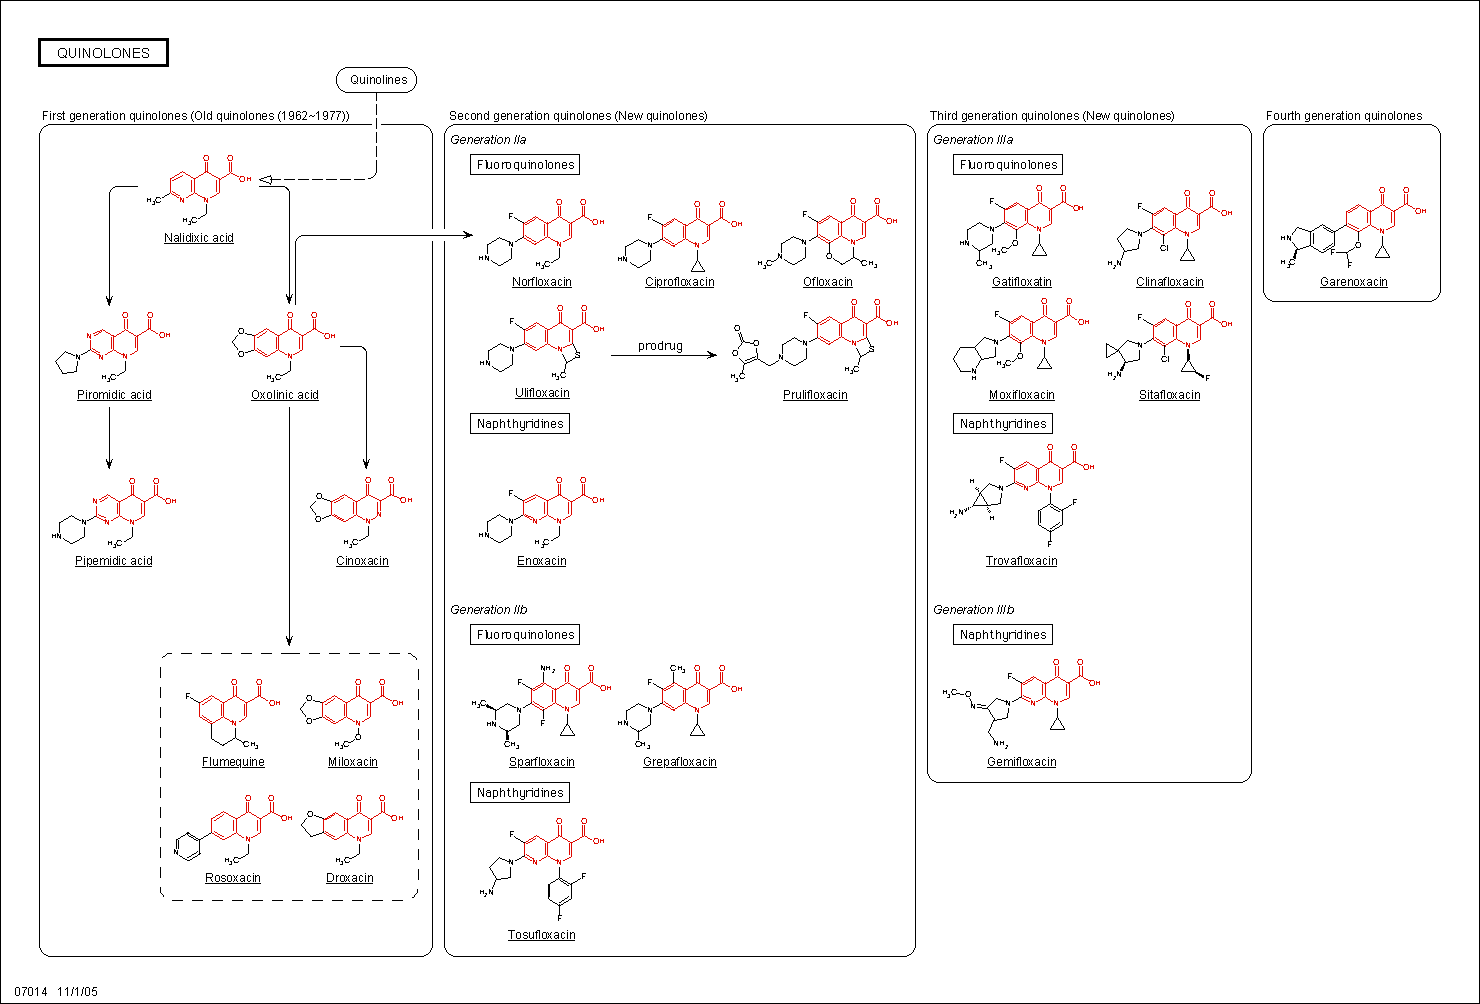 QUINOLONES
Quinolines
First generation quinolones (Old quinolones (1962~1977))
Nalidixic acid
Piromidic acid
Oxolinic acid
Pipemidic acid
Cinoxacin
Flumequine
Miloxacin
Rosoxacin
Droxacin
Second generation quinolones (New quinolones)
Generation IIa
Fluoroquinolones
Norfloxacin
Ciprofloxacin
Ofloxacin
Ulifloxacin
prodrug
Prulifloxacin
Naphthyridines
Enoxacin
Generation IIb
Fluoroquinolones
Sparfloxacin
Grepafloxacin
Naphthyridines
Tosufloxacin
Third generation quinolones (New quinolones)
Generation IIIa
Fluoroquinolones
Gatifloxatin
Clinafloxacin
Moxifloxacin
Sitafloxacin
Naphthyridines
Trovafloxacin
Generation IIIb
Naphthyridines
Gemifloxacin
Fourth generation quinolones
Garenoxacin
07014 11/1/05